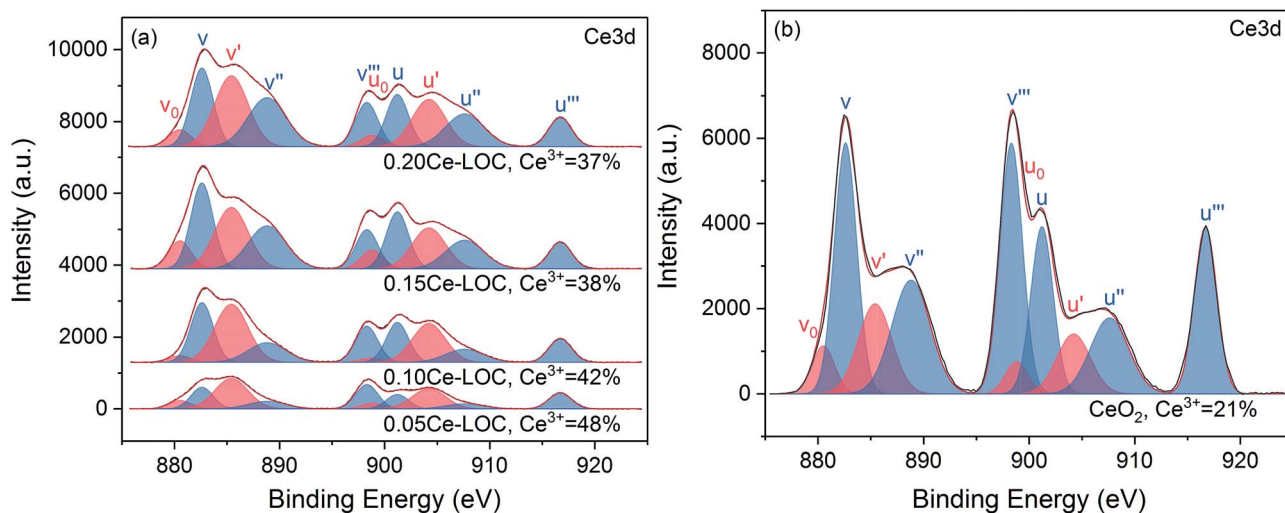 (a)
Ce3d
10000
8000
6000
4000
2000
0
Intensity (a.u.)
v₀
v
v'
v''
v'''
u₀
u
u'
u''
u'''
0.20Ce-LOC, Ce³⁺=37%
0.15Ce-LOC, Ce³⁺=38%
0.10Ce-LOC, Ce³⁺=42%
0.05Ce-LOC, Ce³⁺=48%
880 890 900 910 920
Binding Energy (eV)
(b)
Ce3d
8000
6000
4000
2000
0
Intensity (a.u.)
v₀
v
v'
v''
v'''
u₀
u
u'
u''
u'''
CeO₂, Ce³⁺=21%
880 890 900 910 920
Binding Energy (eV)